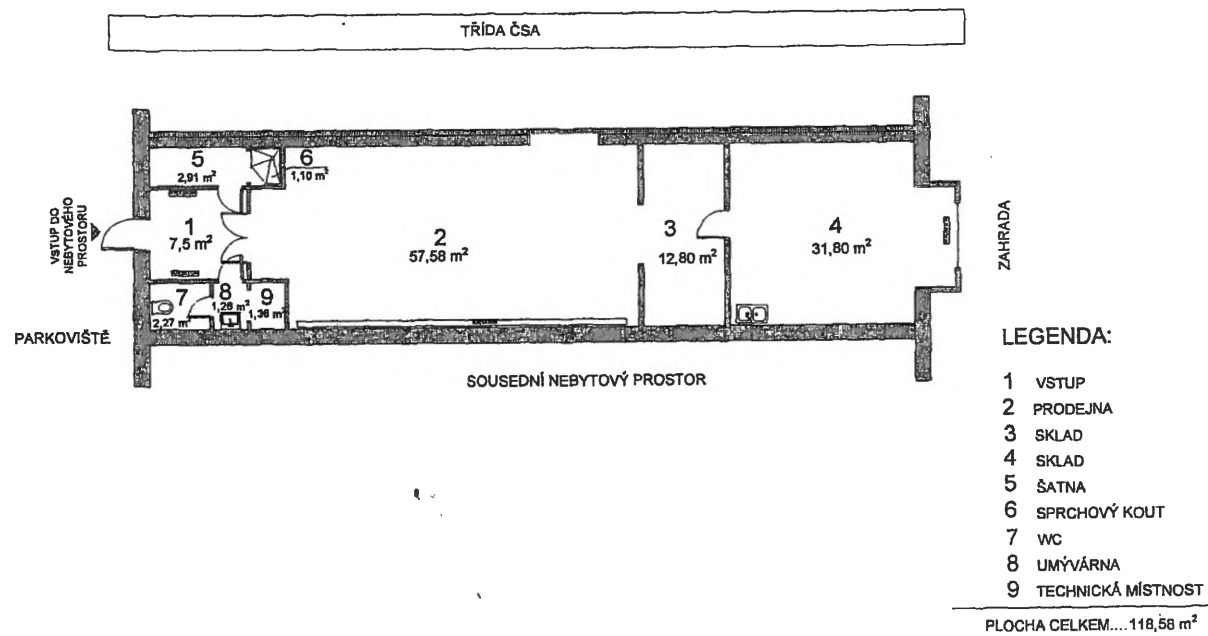 TŘÍDA ČSA
5
2,91 m²
6
1,10 m²
VSTUP DO
NEBYTOVÉHO
PROSTORU
1
7,5 m²
2
57,58 m²
3
12,80 m²
4
31,80 m²
ZAHRADA
7
2,27 m²
8
1,26 m²
9
1,36 m²
PARKOVIŠTĚ
SOUSEDNÍ NEBYTOVÝ PROSTOR
LEGENDA:
1 VSTUP
2 PRODEJNA
3 SKLAD
4 SKLAD
5 ŠATNA
6 SPRCHOVÝ KOUT
7 WC
8 UMÝVÁRNA
9 TECHNICKÁ MÍSTNOST
PLOCHA CELKEM....118,58 m²